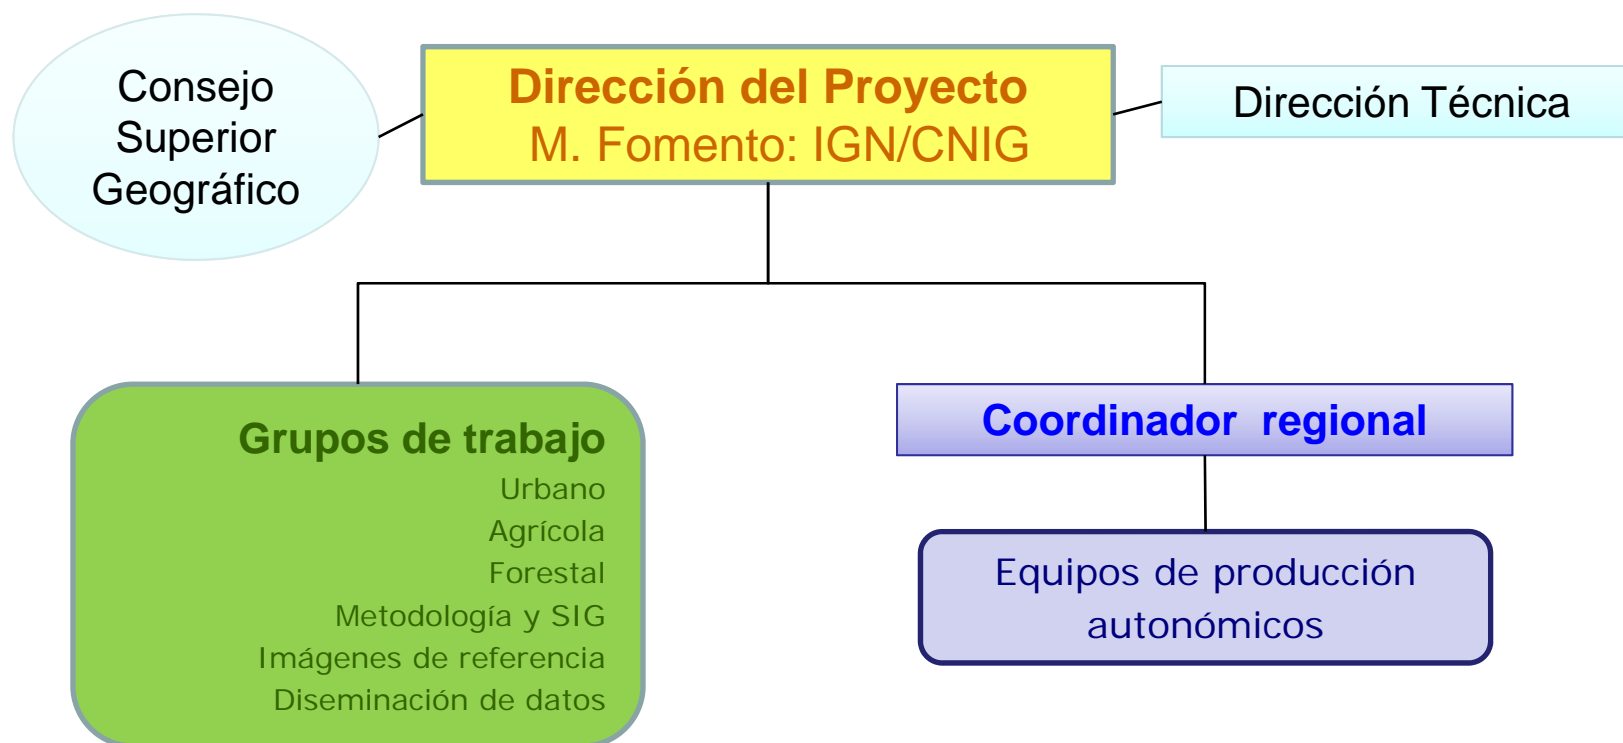 Consejo
Superior
Geográfico
Dirección del Proyecto
M. Fomento: IGN/CNIG
Dirección Técnica
Grupos de trabajo
Urbano
Agrícola
Forestal
Metodología y SIG
Imágenes de referencia
Diseminación de datos
Coordinador regional
Equipos de producción
autonómicos